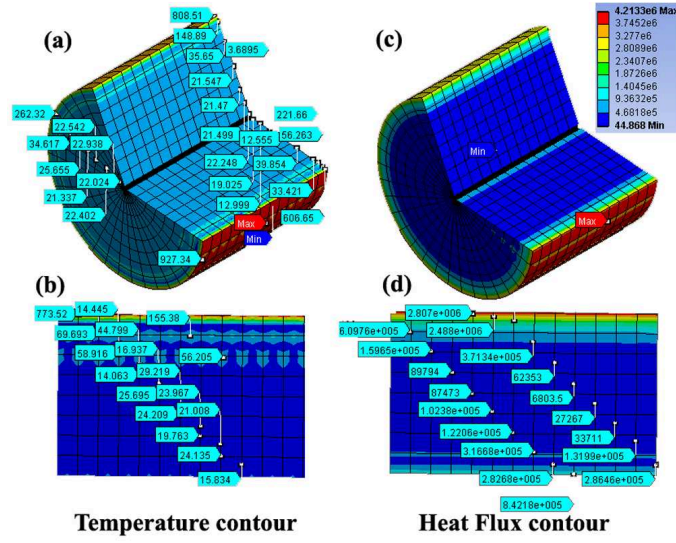 (a)
808.51
148.89
35.65
3.6895
21.547
21.47
221.66
262.32
22.542
21.499
12.555
56.263
34.617
22.938
22.248
39.854
25.655
22.024
19.025
33.421
21.337
12.999
22.402
Max
606.65
Min
927.34
(c)
4.2133e6 Max
3.7452e6
3.277e6
2.8089e6
2.3407e6
1.8726e6
1.4045e6
9.3632e5
4.6818e5
44.868 Min
Min
Max
(b)
773.52
14.445
69.693
44.799
155.38
58.916
16.937
56.205
14.063
29.219
25.695
23.967
24.209
21.008
19.763
24.135
15.834
(d)
2.807e+006
6.0976e+005
2.488e+006
1.5965e+005
3.7134e+005
89794
62353
87473
6803.5
1.0238e+005
27267
1.2206e+005
33711
3.1668e+005
1.3199e+005
2.8268e+005
2.8646e+005
8.4218e+005
Temperature contour
Heat Flux contour